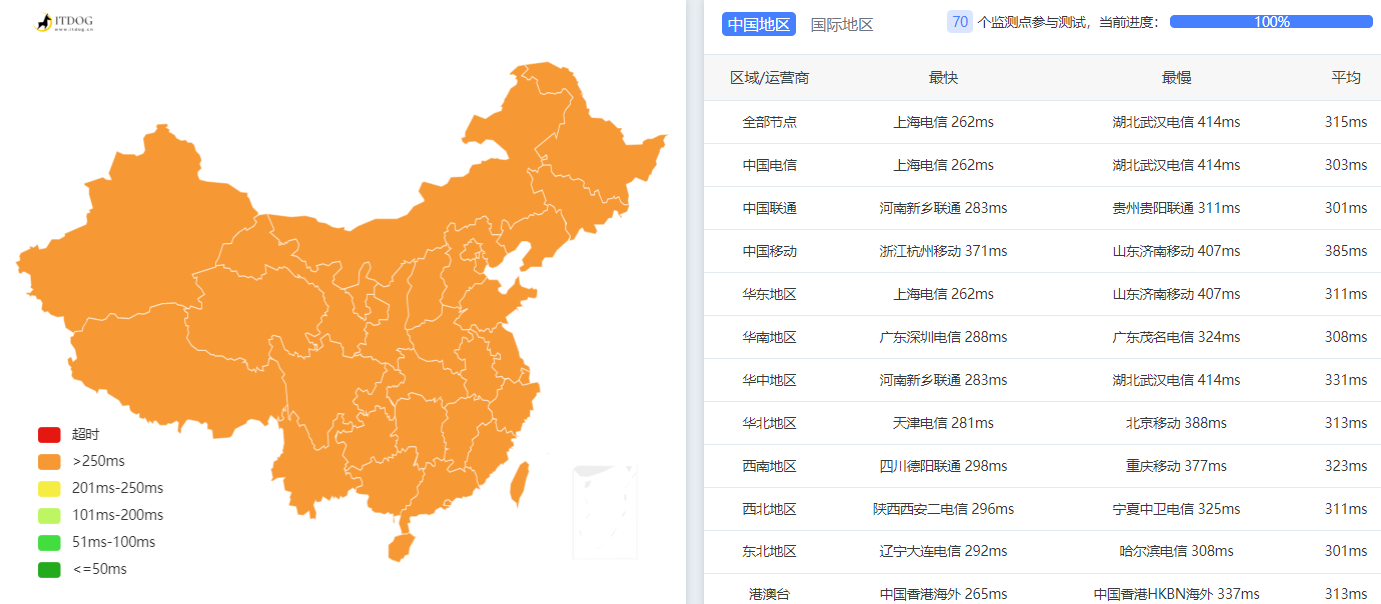 ITDOG
www.itdog.cn
超时
>250ms
201ms-250ms
101ms-200ms
51ms-100ms
<=50ms
中国地区 国际地区 70 个监测点参与测试，当前进度： 100%
区域/运营商 最快 最慢 平均
全部节点 上海电信 262ms 湖北武汉电信 414ms 315ms
中国电信 上海电信 262ms 湖北武汉电信 414ms 303ms
中国联通 河南新乡联通 283ms 贵州贵阳联通 311ms 301ms
中国移动 浙江杭州移动 371ms 山东济南移动 407ms 385ms
华东地区 上海电信 262ms 山东济南移动 407ms 311ms
华南地区 广东深圳电信 288ms 广东茂名电信 324ms 308ms
华中地区 河南新乡联通 283ms 湖北武汉电信 414ms 331ms
华北地区 天津电信 281ms 北京移动 388ms 313ms
西南地区 四川德阳联通 298ms 重庆移动 377ms 323ms
西北地区 陕西西安二电信 296ms 宁夏中卫电信 325ms 311ms
东北地区 辽宁大连电信 292ms 哈尔滨电信 308ms 301ms
港澳台 中国香港海外 265ms 中国香港HKBN海外 337ms 313ms